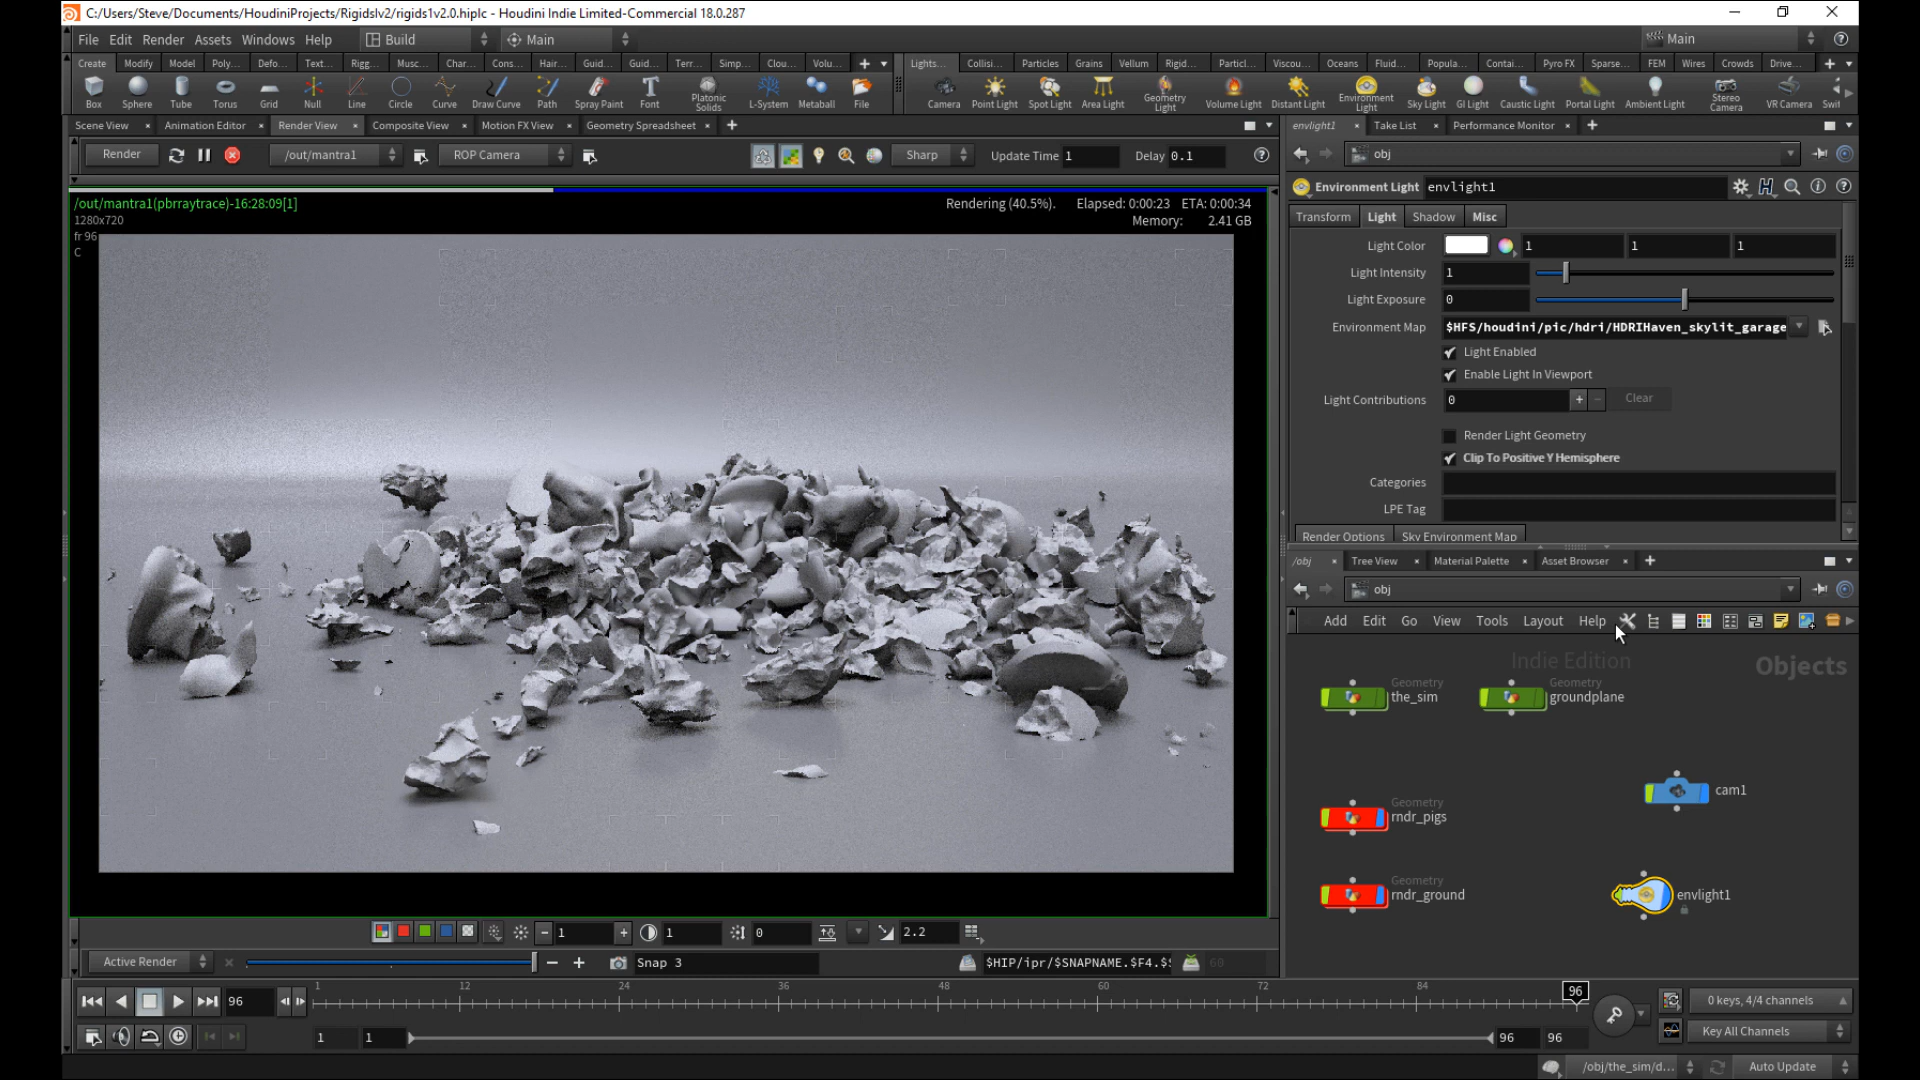 C:/Users/Steve/Documents/HoudiniProjects/RigidsIv2/rigids1v2.0.hiplc - Houdini Indie Limited-Commercial 18.0.287
File Edit Render Assets Windows Help Build Main Main
Create Modify Model Poly... Defo... Text... Rigg... Musc... Char... Cons... Hair... Guid... Guid... Terr... Simp... Clou... Volu...
Lights... Collisi... Particles Grains Vellum Rigid... Particl... Viscou... Oceans Fluid... Popula... Contai... Pyro FX Sparse... FEM Wires Crowds Drive...
Box Sphere Tube Torus Grid Null Line Circle Curve Draw Curve Path Spray Paint Font Platonic Solids L-System Metaball File
Camera Point Light Spot Light Area Light Geometry Light Volume Light Distant Light Environment Light Sky Light GI Light Caustic Light Portal Light Ambient Light Stereo Camera VR Camera Swit
Scene View Animation Editor Render View Composite View Motion FX View Geometry Spreadsheet
envlight1 Take List Performance Monitor
Render /out/mantra1 ROP Camera Sharp Update Time 1 Delay 0.1
obj
Environment Light envlight1
/out/mantra1(pbrraytrace)-16:28:09[1]
Rendering (40.5%). Elapsed: 0:00:23 ETA: 0:00:34
1280x720
Memory: 2.41 GB
fr 96
C
Transform Light Shadow Misc
Light Color 1 1 1
Light Intensity 1
Light Exposure 0
Environment Map $HFS/houdini/pic/hdri/HDRIHaven_skylit_garage
Light Enabled
Enable Light In Viewport
Light Contributions 0 + - Clear
Render Light Geometry
Clip To Positive Y Hemisphere
Categories
LPE Tag
Render Options Sky Environment Map
/obj Tree View Material Palette Asset Browser
obj
Add Edit Go View Tools Layout Help
Indie Edition
Objects
Geometry
the_sim
Geometry
groundplane
cam1
Geometry
rndr_pigs
Geometry
rndr_ground
envlight1
1 1 0 2.2
Active Render Snap 3 $HIP/ipr/$SNAPNAME.$F4.$ 60
96 1 12 24 36 48 60 72 84 96
0 keys, 4/4 channels
1 1 96 96
Key All Channels
/obj/the_sim/d... Auto Update